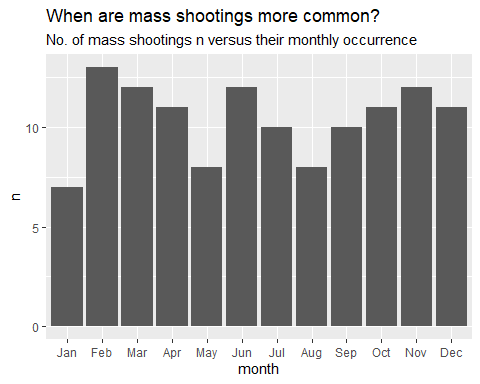 When are mass shootings more common?
No. of mass shootings n versus their monthly occurrence
10
5
0
n
Jan Feb Mar Apr May Jun Jul Aug Sep Oct Nov Dec
month